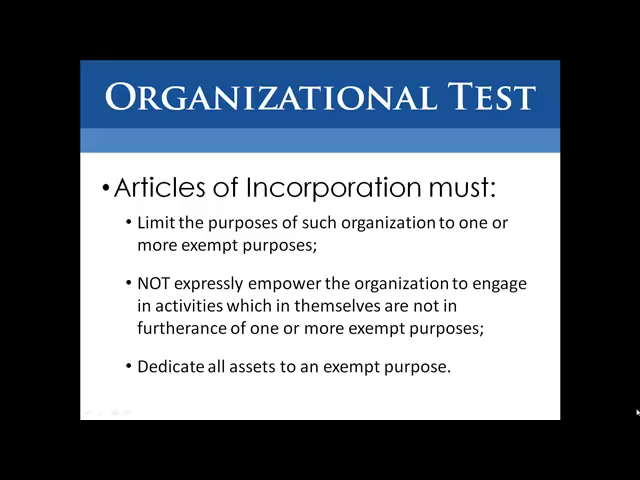 ORGANIZATIONAL TEST
• Articles of Incorporation must:
• Limit the purposes of such organization to one or
more exempt purposes;
• NOT expressly empower the organization to engage
in activities which in themselves are not in
furtherance of one or more exempt purposes;
• Dedicate all assets to an exempt purpose.